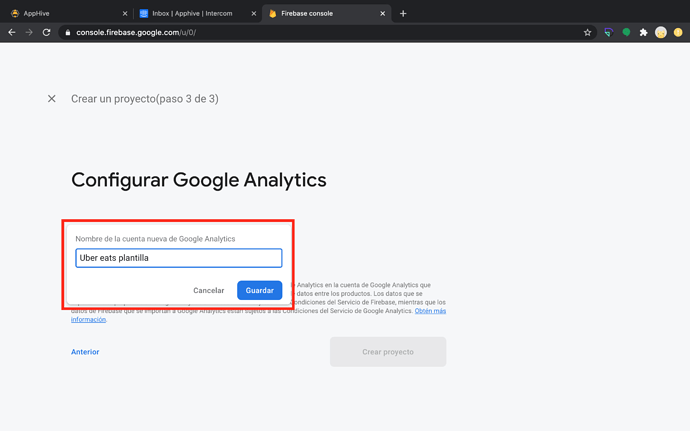 AppHive
Inbox | Apphive | Intercom
Firebase console
console.firebase.google.com/u/0/
Crear un proyecto(paso 3 de 3)
Configurar Google Analytics
Nombre de la cuenta nueva de Google Analytics
Uber eats plantilla
Cancelar
Guardar
Analytics en la cuenta de Google Analytics que
datos entre los productos. Los datos que se
Condiciones del Servicio de Firebase, mientras que los
datos de Firebase que se importan a Google Analytics están sujetos a las Condiciones del Servicio de Google Analytics. Obtén más
información.
Anterior
Crear proyecto